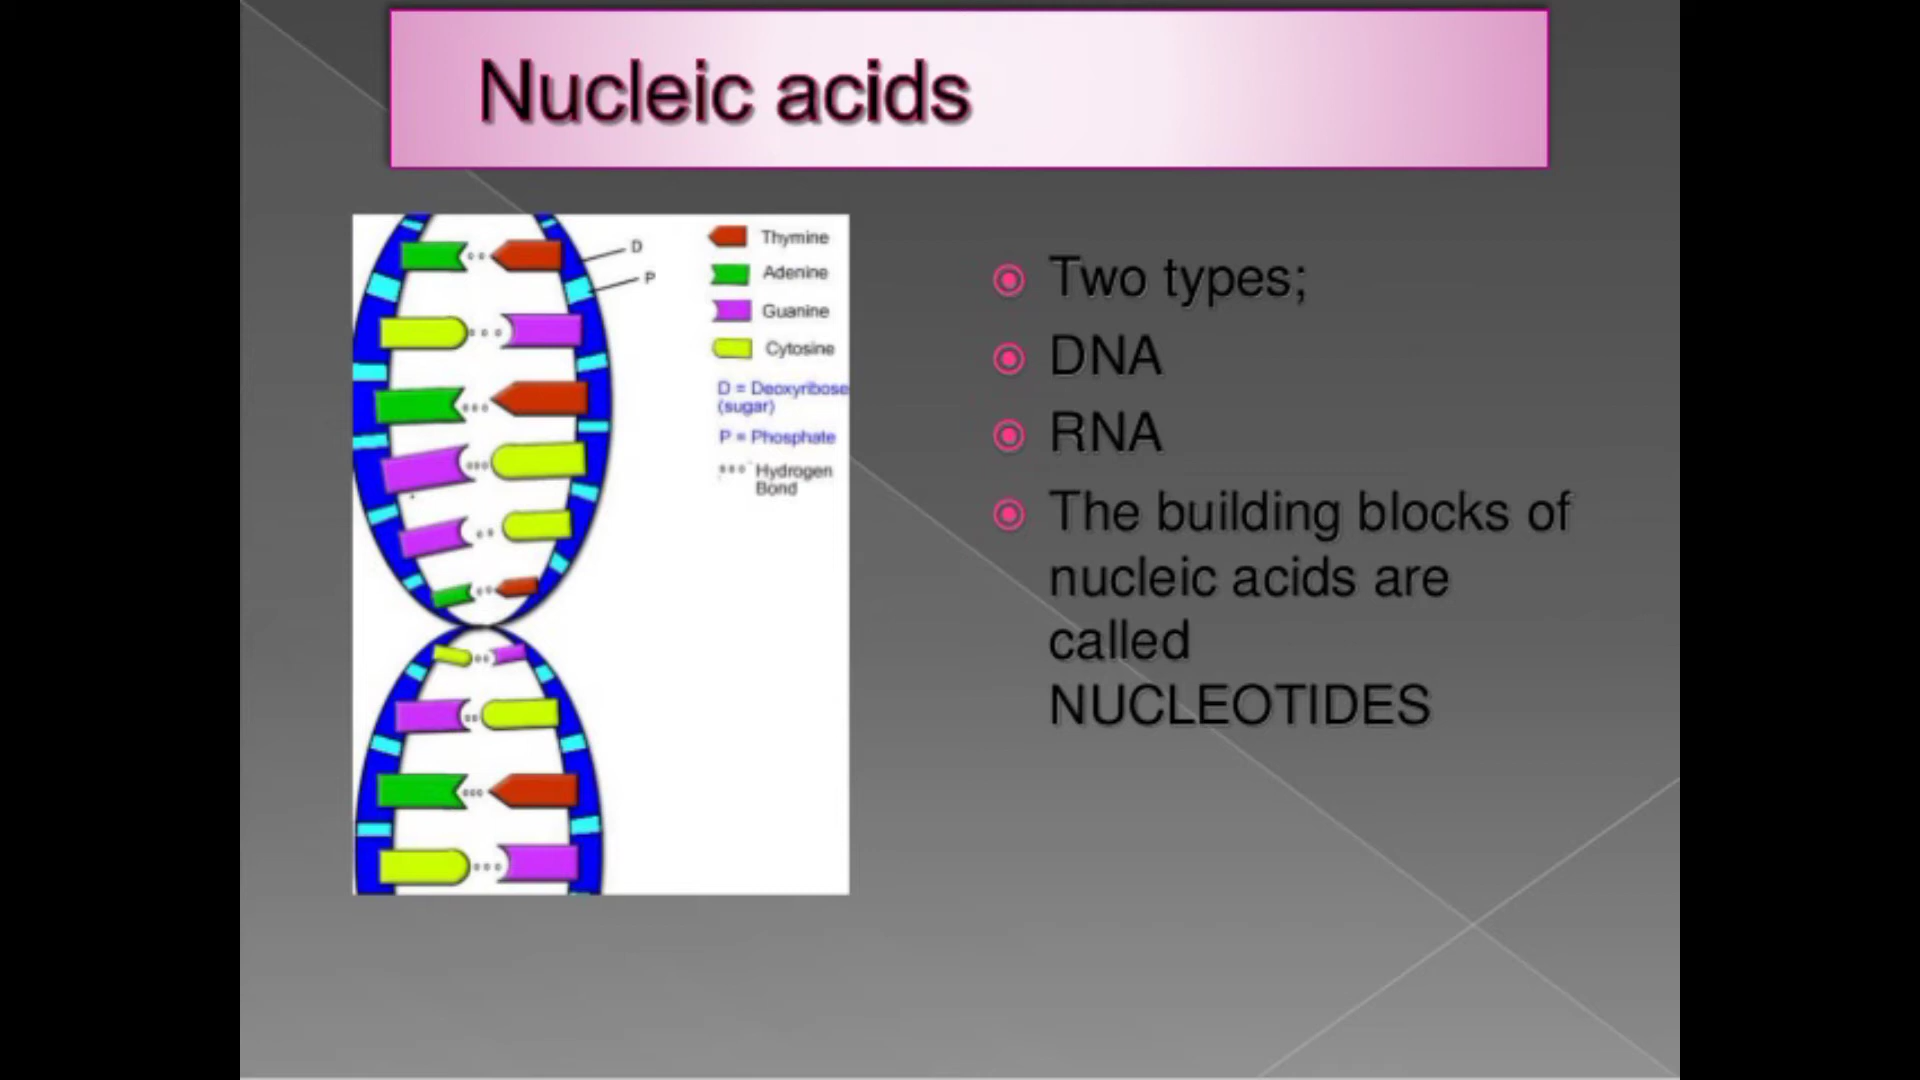 Nucleic acids
D
P
Thymine
Adenine
Guanine
Cytosine
D = Deoxyribose
(sugar)
P = Phosphate
Hydrogen
Bond
Two types;
DNA
RNA
The building blocks of
nucleic acids are
called
NUCLEOTIDES